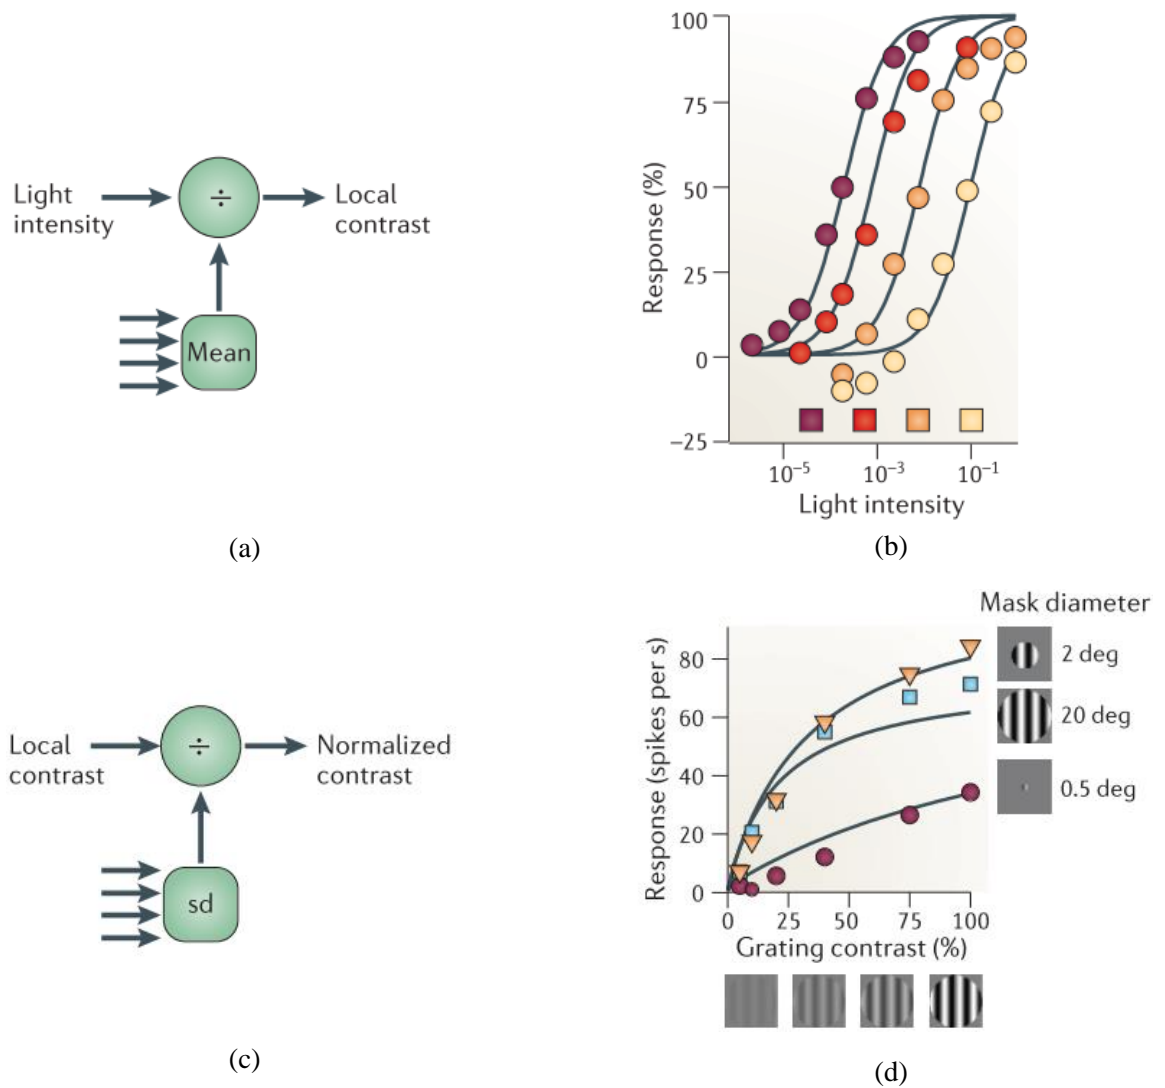 Light
intensity
÷
Local
contrast
Mean
(a)
100
75
50
25
0
−25
Response (%)
10⁻⁵
10⁻³
10⁻¹
Light intensity
(b)
Local
contrast
÷
Normalized
contrast
sd
(c)
Mask diameter
2 deg
20 deg
0.5 deg
80
60
40
20
0
Response (spikes per s)
0
25
50
75
100
Grating contrast (%)
(d)